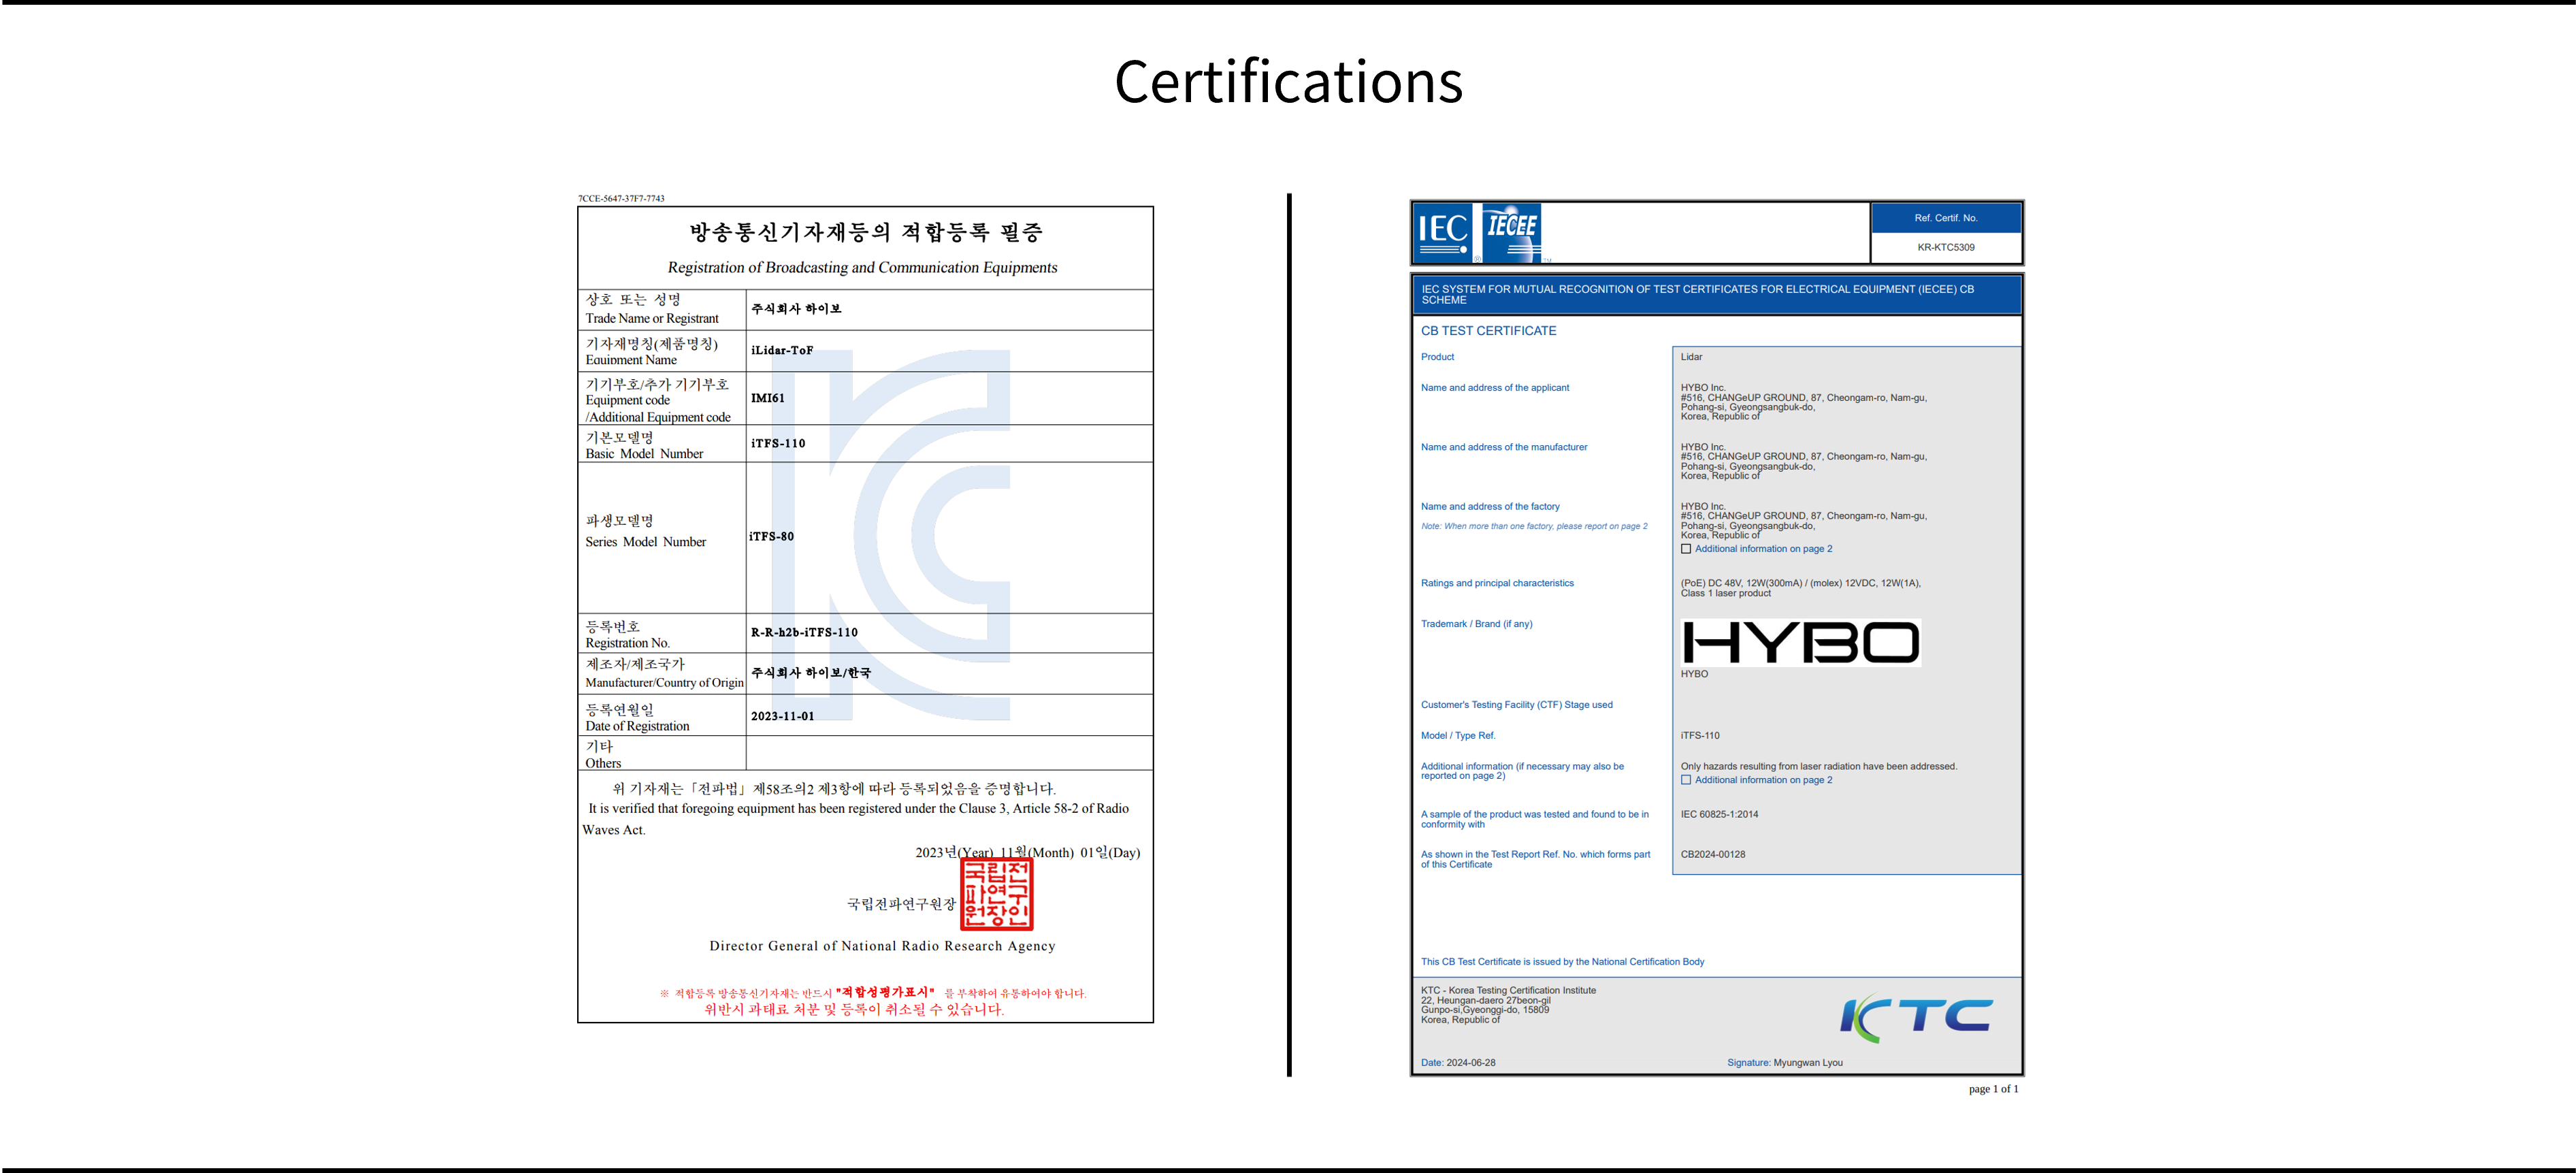 Certifications
7CCE-5647-37F7-7743
방송통신기자재등의 적합등록 필증
Registration of Broadcasting and Communication Equipments
상호 또는 성명
Trade Name or Registrant
주식회사 하이보
기자재명칭(제품명칭)
Equipment Name
iLidar-ToF
기기부호/추가 기기부호
Equipment code
/Additional Equipment code
IMI61
기본모델명
Basic Model Number
iTFS-110
파생모델명
Series Model Number
iTFS-80
등록번호
Registration No.
R-R-h2b-iTFS-110
제조자/제조국가
Manufacturer/Country of Origin
주식회사 하이보/한국
등록연월일
Date of Registration
2023-11-01
기타
Others
위 기자재는「전파법」제58조의2 제3항에 따라 등록되었음을 증명합니다.
It is verified that foregoing equipment has been registered under the Clause 3, Article 58-2 of Radio
Waves Act.
2023년(Year) 11월(Month) 01일(Day)
국립전파연구원장
국립전
파연구
원장인
Director General of National Radio Research Agency
※ 적합등록 방송통신기자재는 반드시 "적합성평가표시" 를 부착하여 유통하여야 합니다.
위반시 과태료 처분 및 등록이 취소될 수 있습니다.
IEC ® IECEE TM
Ref. Certif. No.
KR-KTC5309
IEC SYSTEM FOR MUTUAL RECOGNITION OF TEST CERTIFICATES FOR ELECTRICAL EQUIPMENT (IECEE) CB
SCHEME
CB TEST CERTIFICATE
Product
Lidar
Name and address of the applicant
HYBO Inc.
#516, CHANGeUP GROUND, 87, Cheongam-ro, Nam-gu,
Pohang-si, Gyeongsangbuk-do,
Korea, Republic of
Name and address of the manufacturer
HYBO Inc.
#516, CHANGeUP GROUND, 87, Cheongam-ro, Nam-gu,
Pohang-si, Gyeongsangbuk-do,
Korea, Republic of
Name and address of the factory
Note: When more than one factory, please report on page 2
HYBO Inc.
#516, CHANGeUP GROUND, 87, Cheongam-ro, Nam-gu,
Pohang-si, Gyeongsangbuk-do,
Korea, Republic of
Additional information on page 2
Ratings and principal characteristics
(PoE) DC 48V, 12W(300mA) / (molex) 12VDC, 12W(1A),
Class 1 laser product
Trademark / Brand (if any)
HYBO
HYBO
Customer's Testing Facility (CTF) Stage used
Model / Type Ref.
iTFS-110
Additional information (if necessary may also be
reported on page 2)
Only hazards resulting from laser radiation have been addressed.
Additional information on page 2
A sample of the product was tested and found to be in
conformity with
IEC 60825-1:2014
As shown in the Test Report Ref. No. which forms part
of this Certificate
CB2024-00128
This CB Test Certificate is issued by the National Certification Body
KTC - Korea Testing Certification Institute
22, Heungan-daero 27beon-gil
Gunpo-si,Gyeonggi-do, 15809
Korea, Republic of
KTC
Date: 2024-06-28
Signature: Myungwan Lyou
page 1 of 1